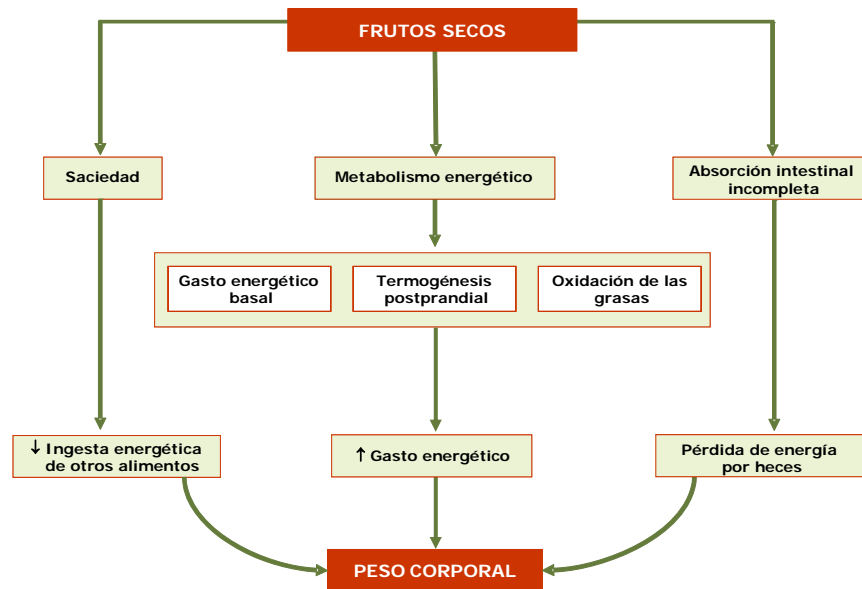 FRUTOS SECOS
Saciedad
Metabolismo energético
Absorción intestinal
incompleta
Gasto energético
basal
Termogénesis
postprandial
Oxidación de las
grasas
↓ Ingesta energética
de otros alimentos
↑ Gasto energético
Pérdida de energía
por heces
PESO CORPORAL